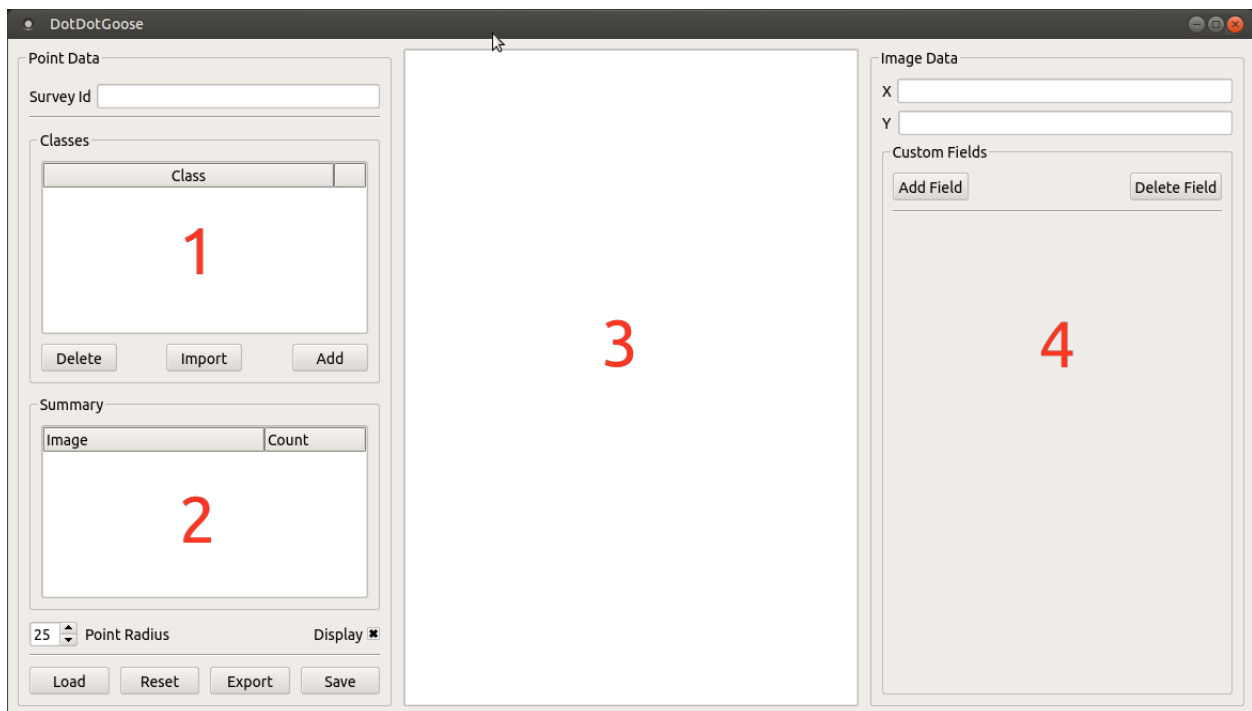 DotDotGoose
Point Data
Survey Id
Classes
Class
1
Delete Import Add
Summary
Image Count
2
25 Point Radius Display
Load Reset Export Save
3
Image Data
X
Y
Custom Fields
Add Field Delete Field
4